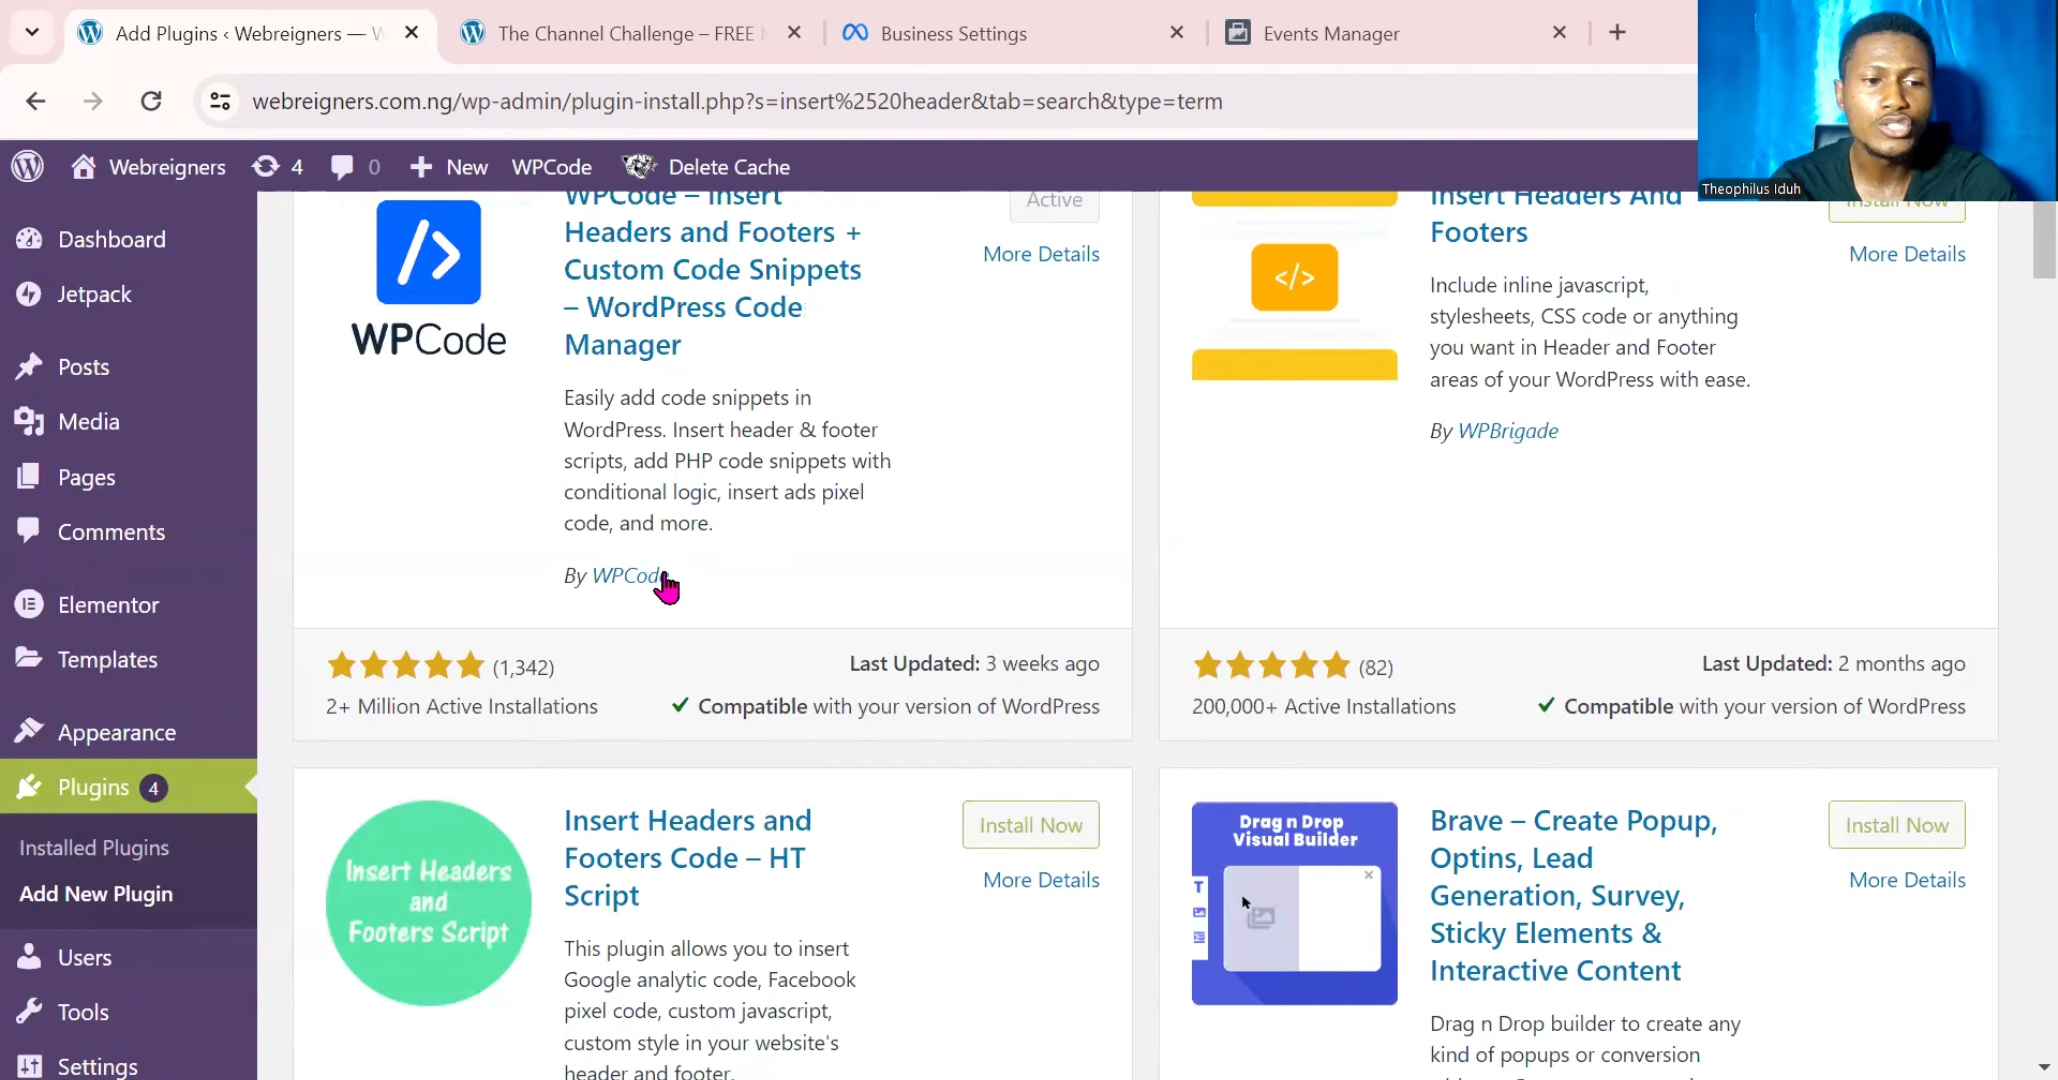 Add Plugins ‹ Webreigners — W
The Channel Challenge – FREE
Business Settings
Events Manager
webreigners.com.ng/wp-admin/plugin-install.php?s=insert%2520header&tab=search&type=term
Theophilus Iduh
Webreigners
4
0
New
WPCode
Delete Cache
Dashboard
Jetpack
Posts
Media
Pages
Comments
Elementor
Templates
Appearance
Plugins 4
Installed Plugins
Add New Plugin
Users
Tools
Settings
WPCode
WPCode – Insert
Headers and Footers +
Custom Code Snippets
– WordPress Code
Manager
Active
More Details
Easily add code snippets in
WordPress. Insert header & footer
scripts, add PHP code snippets with
conditional logic, insert ads pixel
code, and more.
By WPCode
(1,342)
2+ Million Active Installations
Last Updated: 3 weeks ago
Compatible with your version of WordPress
</>
Insert Headers And
Footers
Install Now
More Details
Include inline javascript,
stylesheets, CSS code or anything
you want in Header and Footer
areas of your WordPress with ease.
By WPBrigade
(82)
200,000+ Active Installations
Last Updated: 2 months ago
Compatible with your version of WordPress
Insert Headers
and
Footers Script
Insert Headers and
Footers Code – HT
Script
Install Now
More Details
This plugin allows you to insert
Google analytic code, Facebook
pixel code, custom javascript,
custom style in your website's
header and footer.
Drag n Drop
Visual Builder
T
Brave – Create Popup,
Optins, Lead
Generation, Survey,
Sticky Elements &
Interactive Content
Install Now
More Details
Drag n Drop builder to create any
kind of popups or conversion